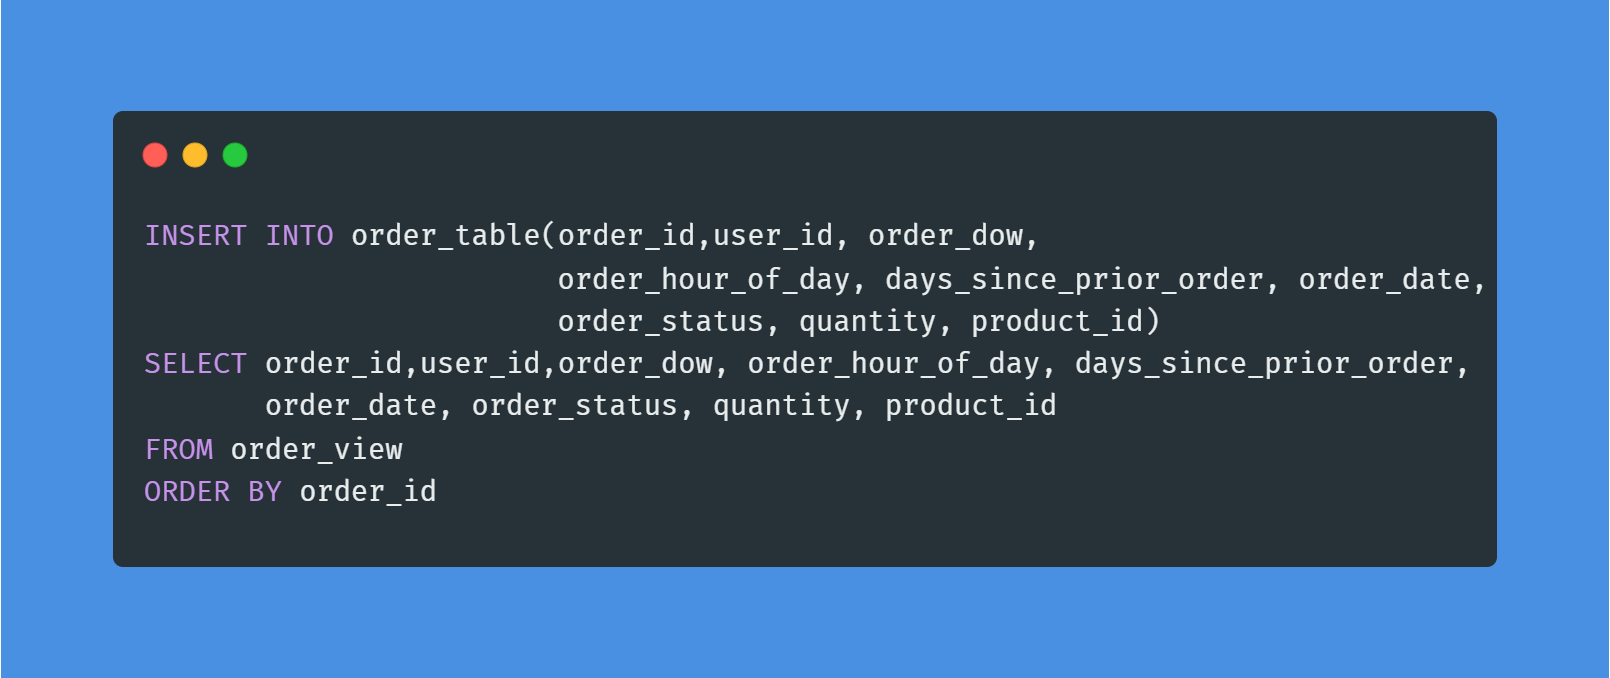 INSERT INTO order_table(order_id,user_id, order_dow,
order_hour_of_day, days_since_prior_order, order_date,
order_status, quantity, product_id)
SELECT order_id,user_id,order_dow, order_hour_of_day, days_since_prior_order,
order_date, order_status, quantity, product_id
FROM order_view
ORDER BY order_id